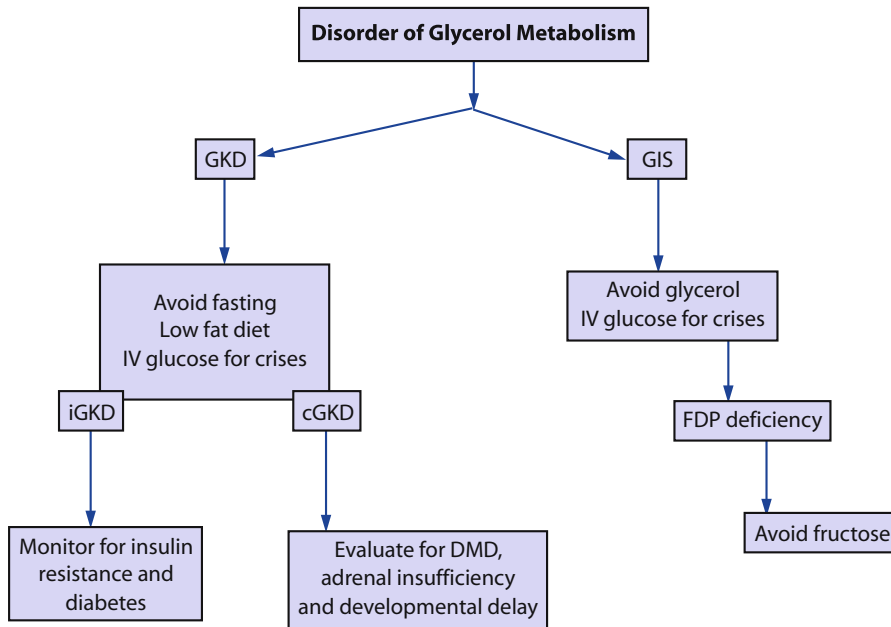 Disorder of Glycerol Metabolism
GKD
GIS
Avoid fasting
Low fat diet
IV glucose for crises
Avoid glycerol
IV glucose for crises
iGKD
cGKD
FDP deficiency
Monitor for insulin
resistance and
diabetes
Evaluate for DMD,
adrenal insufficiency
and developmental delay
Avoid fructose